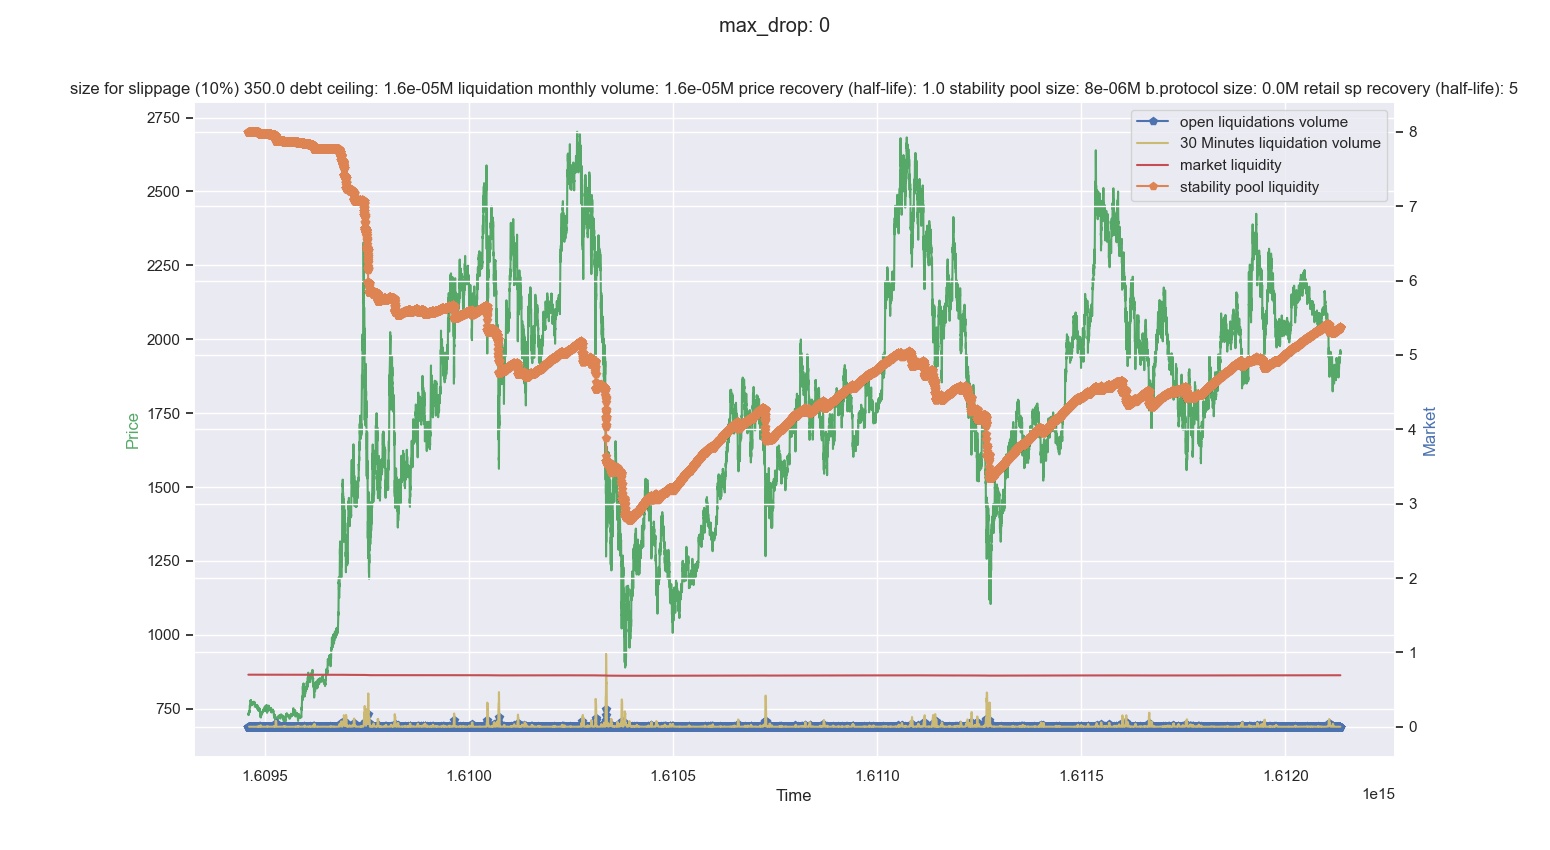 max_drop: 0
size for slippage (10%) 350.0 debt ceiling: 1.6e-05M liquidation monthly volume: 1.6e-05M price recovery (half-life): 1.0 stability pool size: 8e-06M b.protocol size: 0.0M retail sp recovery (half-life): 5
open liquidations volume
30 Minutes liquidation volume
market liquidity
stability pool liquidity
2750
2500
2250
2000
1750
1500
1250
1000
750
Price
8
7
6
5
4
3
2
1
0
Market
1.6095
1.6100
1.6105
1.6110
1.6115
1.6120
1e15
Time